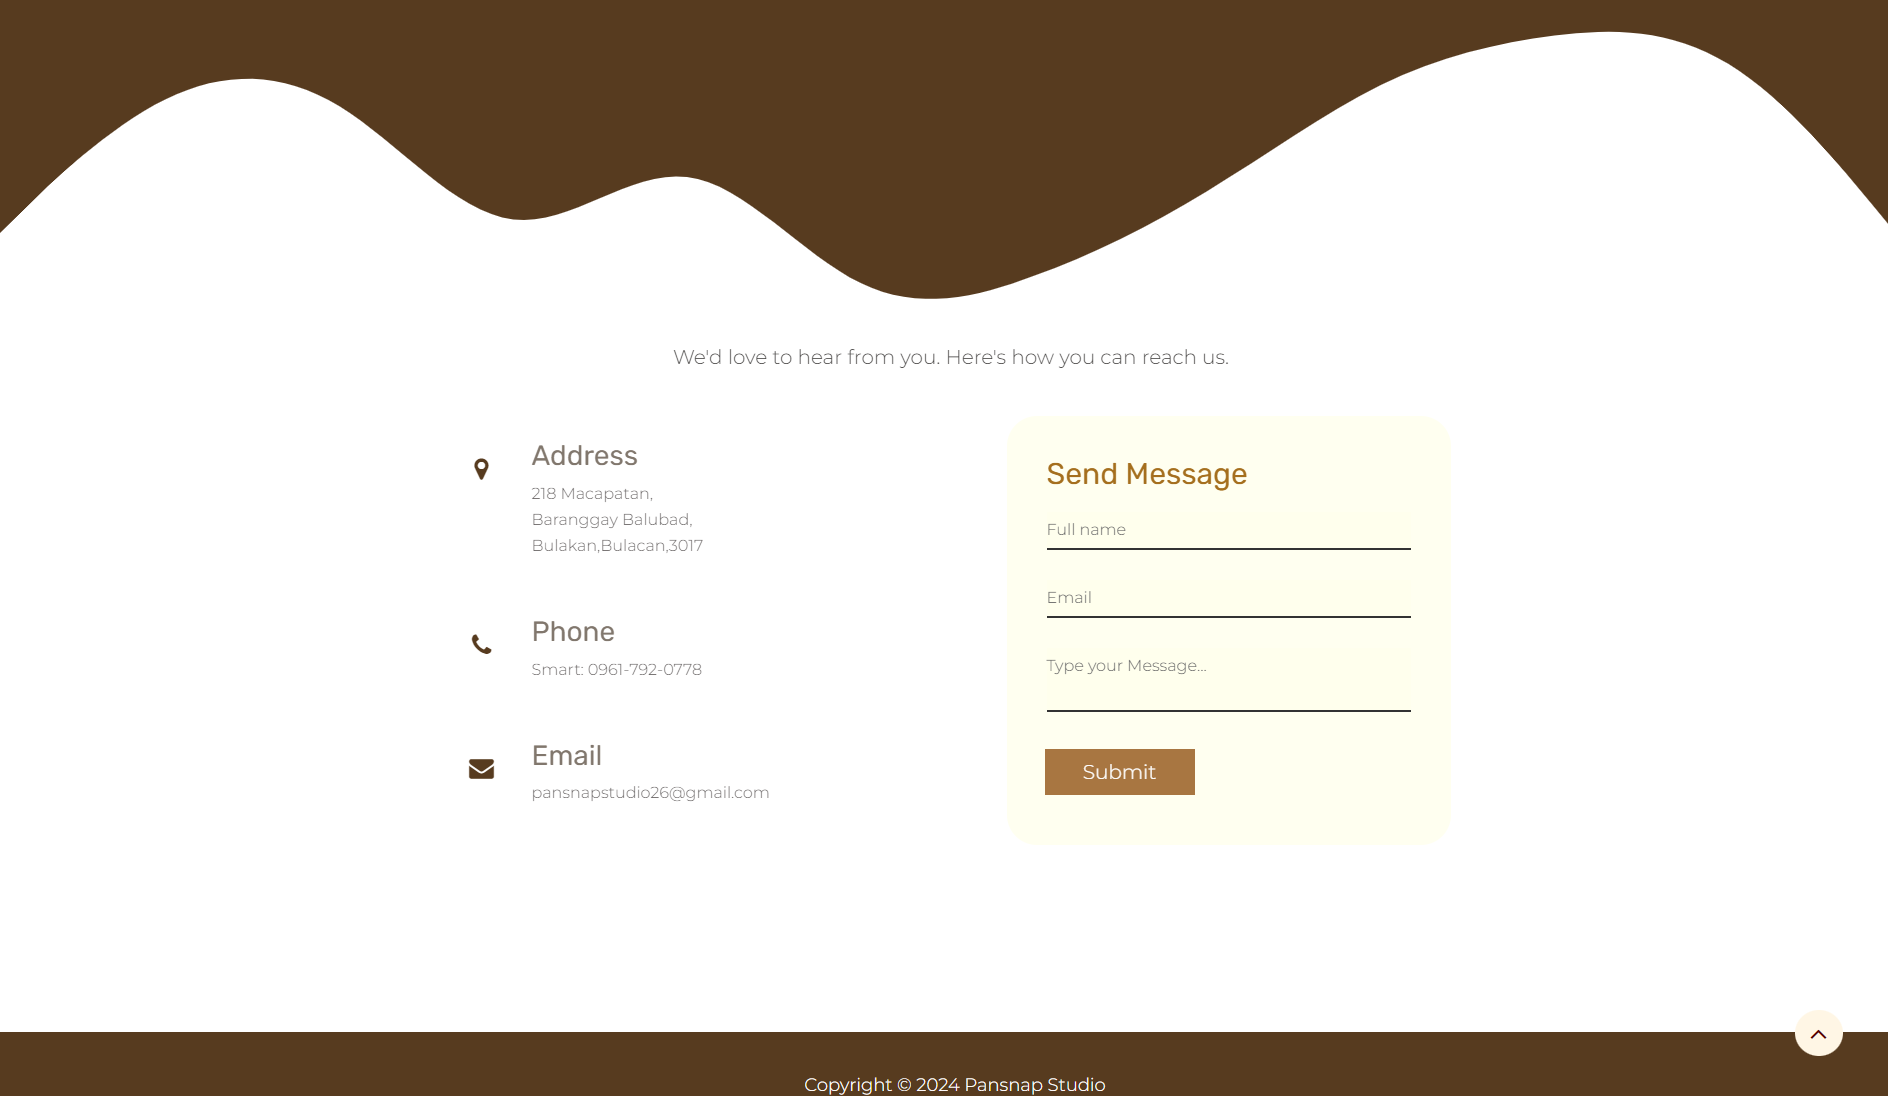 We'd love to hear from you. Here's how you can reach us.
Address
218 Macapatan,
Baranggay Balubad,
Bulakan,Bulacan,3017
Phone
Smart: 0961-792-0778
Email
pansnapstudio26@gmail.com
Send Message
Full name
Email
Type your Message...
Submit
Copyright © 2024 Pansnap Studio